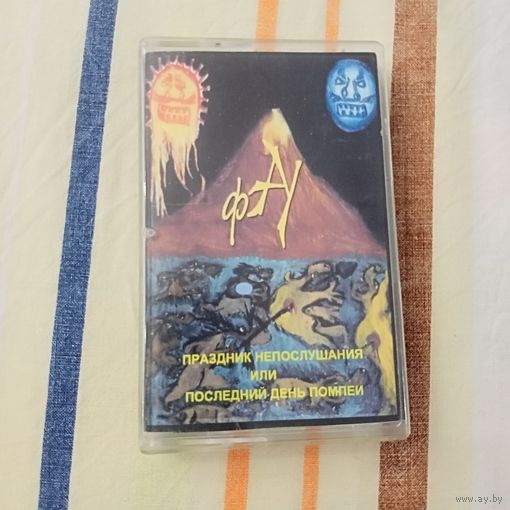 фАУ
ПРАЗДНИК НЕПОСЛУШАНИЯ
ИЛИ
ПОСЛЕДНИЙ ДЕНЬ ПОМПЕИ
www.ay.by